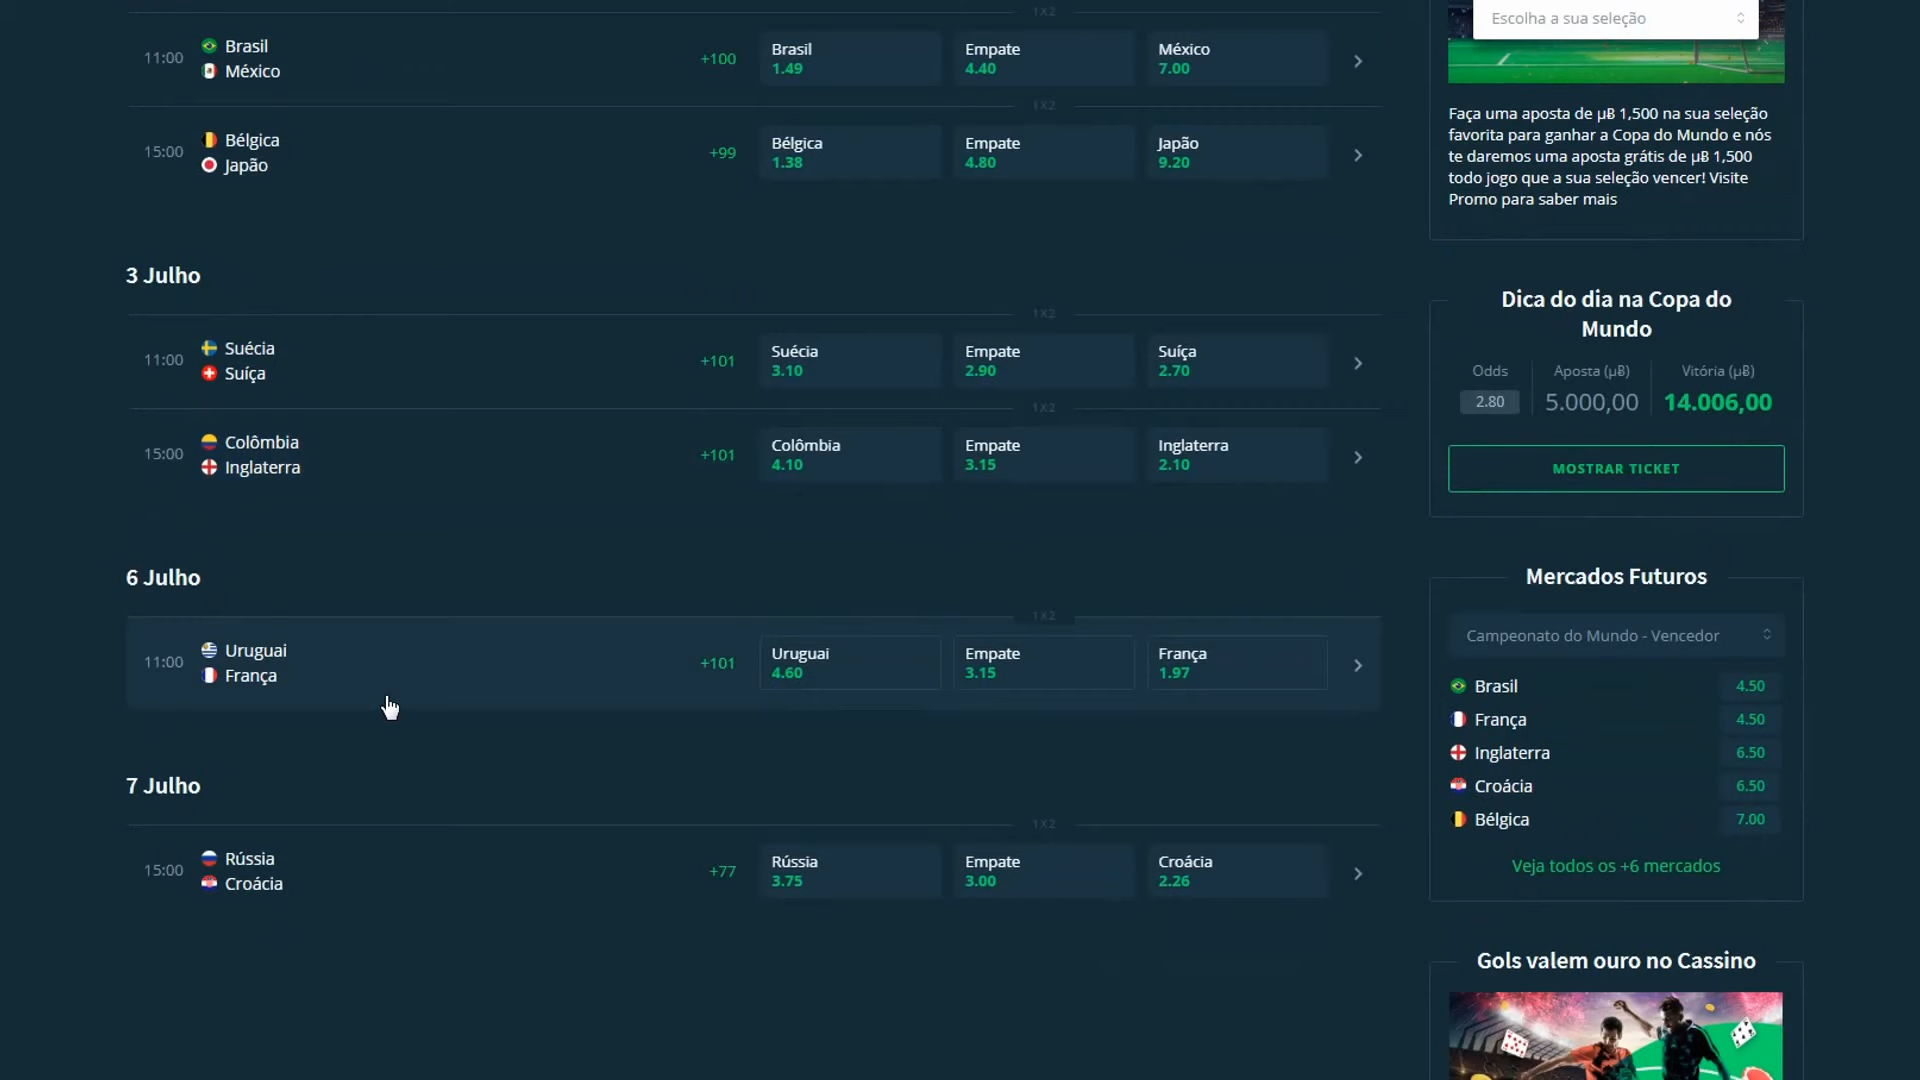 1X2
11:00
Brasil
México
+100
Brasil
1.49
Empate
4.40
México
7.00
1X2
15:00
Bélgica
Japão
+99
Bélgica
1.38
Empate
4.80
Japão
9.20
3 Julho
1X2
11:00
Suécia
Suíça
+101
Suécia
3.10
Empate
2.90
Suíça
2.70
1X2
15:00
Colômbia
Inglaterra
+101
Colômbia
4.10
Empate
3.15
Inglaterra
2.10
6 Julho
1X2
11:00
Uruguai
França
+101
Uruguai
4.60
Empate
3.15
França
1.97
7 Julho
1X2
15:00
Rússia
Croácia
+77
Rússia
3.75
Empate
3.00
Croácia
2.26
Escolha a sua seleção
Faça uma aposta de µɃ 1,500 na sua seleção
favorita para ganhar a Copa do Mundo e nós
te daremos uma aposta grátis de µɃ 1,500
todo jogo que a sua seleção vencer! Visite
Promo para saber mais
Dica do dia na Copa do
Mundo
Odds Aposta (µɃ) Vitória (µɃ)
2.80 5.000,00 14.006,00
MOSTRAR TICKET
Mercados Futuros
Campeonato do Mundo - Vencedor
Brasil 4.50
França 4.50
Inglaterra 6.50
Croácia 6.50
Bélgica 7.00
Veja todos os +6 mercados
Gols valem ouro no Cassino